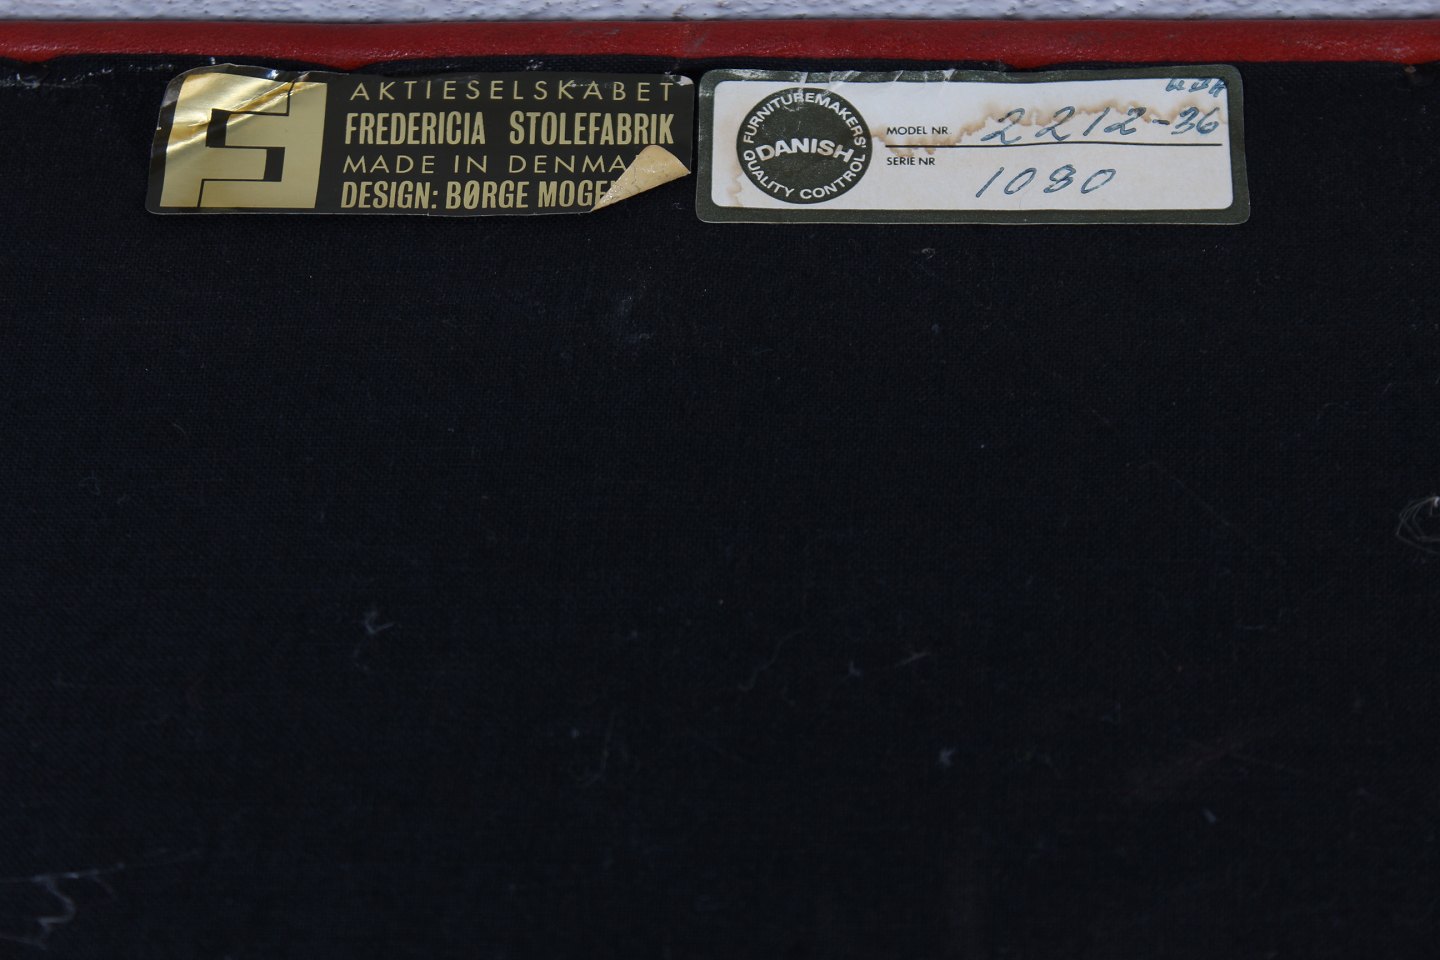 AKTIESELSKABET
FREDERICIA STOLEFABRIK
MADE IN DENMA
DESIGN: BØRGE MOGE
FURNITUREMAKERS'
DANISH
QUALITY CONTROL
MODEL NR. 2212-36
SERIE NR 1080